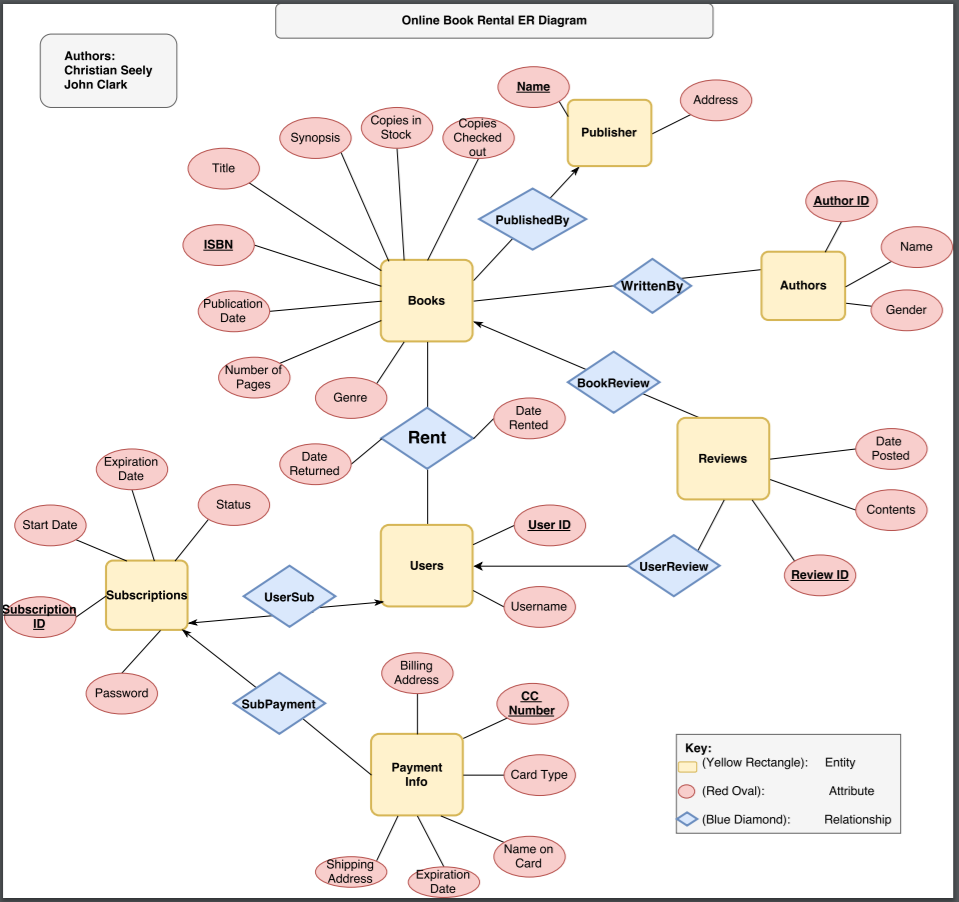 Online Book Rental ER Diagram
Authors:
Christian Seely
John Clark
Name
Address
Publisher
Copies in
Stock
Copies
Checked
out
Synopsis
Title
PublishedBy
Author ID
ISBN
Name
Books
WrittenBy
Authors
Publication
Date
Gender
Number of
Pages
Genre
BookReview
Date
Rented
Rent
Date
Returned
Reviews
Date
Posted
Contents
Expiration
Date
Status
Start Date
User ID
Users
UserReview
Review ID
Subscriptions
UserSub
Username
Subscription
ID
Password
SubPayment
Billing
Address
CC
Number
Payment
Info
Card Type
Name on
Card
Shipping
Address
Expiration
Date
Key:
(Yellow Rectangle): Entity
(Red Oval): Attribute
(Blue Diamond): Relationship